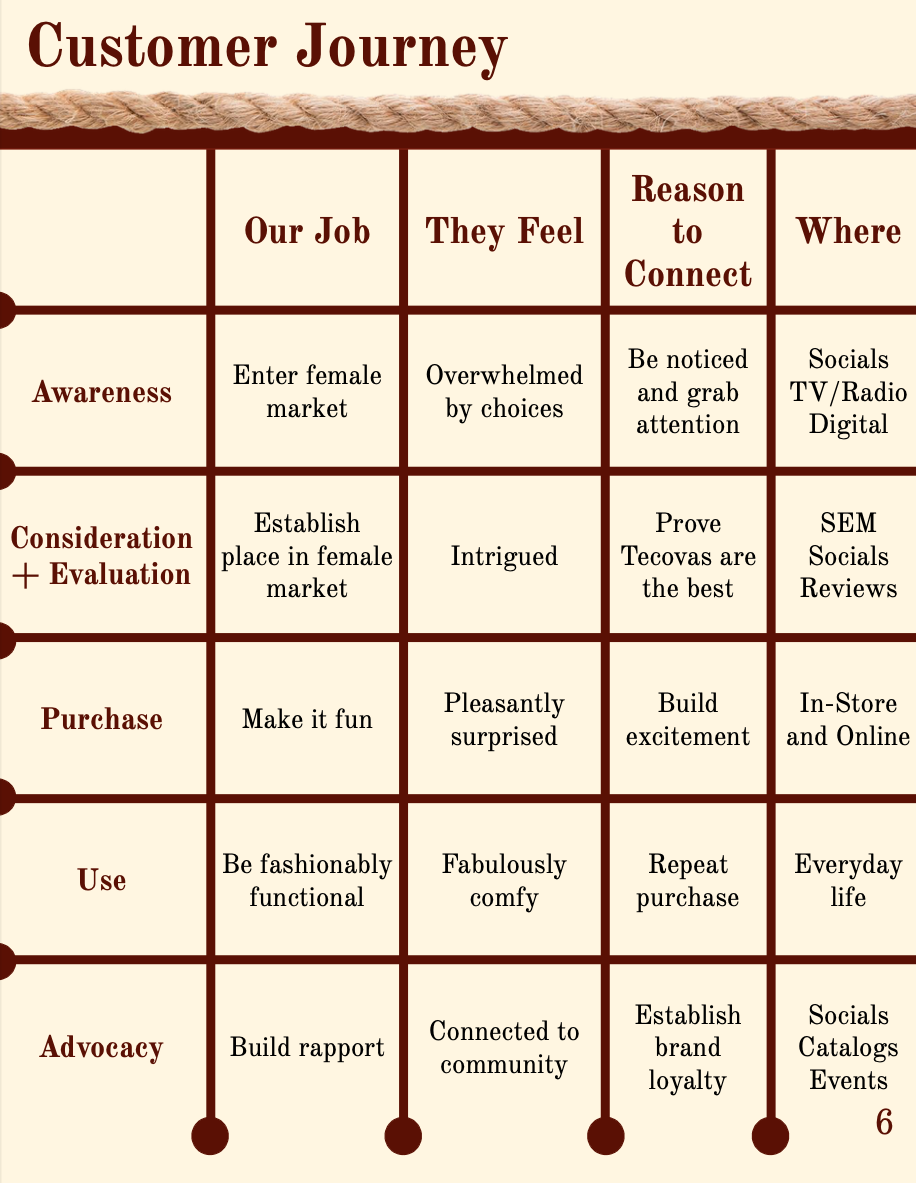 Customer Journey
Our Job
They Feel
Reason
to
Connect
Where
Awareness
Enter female
market
Overwhelmed
by choices
Be noticed
and grab
attention
Socials
TV/Radio
Digital
Consideration
+ Evaluation
Establish
place in female
market
Intrigued
Prove
Tecovas are
the best
SEM
Socials
Reviews
Purchase
Make it fun
Pleasantly
surprised
Build
excitement
In-Store
and Online
Use
Be fashionably
functional
Fabulously
comfy
Repeat
purchase
Everyday
life
Advocacy
Build rapport
Connected to
community
Establish
brand
loyalty
Socials
Catalogs
Events
6